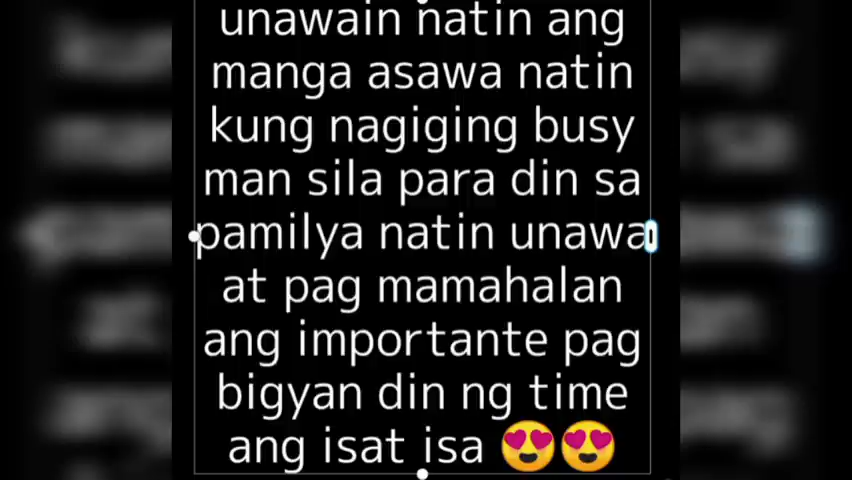 unawain natin ang
manga asawa natin
kung nagiging busy
man sila para din sa
pamilya natin unawa
at pag mamahalan
ang importante pag
bigyan din ng time
ang isat isa 😍😍